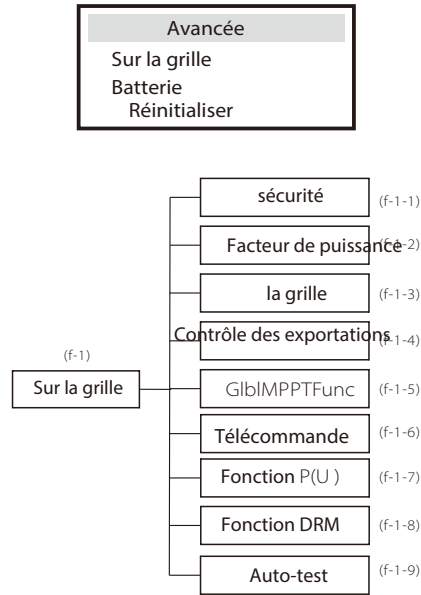 Avancée
Sur la grille
Batterie
Réinitialiser
sécurité (f-1-1)
Facteur de puissance (f-1-2)
la grille (f-1-3)
Contrôle des exportations (f-1-4)
(f-1)
Sur la grille
GlblMPPTFunc (f-1-5)
Télécommande (f-1-6)
Fonction P(U ) (f-1-7)
Fonction DRM (f-1-8)
Auto-test (f-1-9)